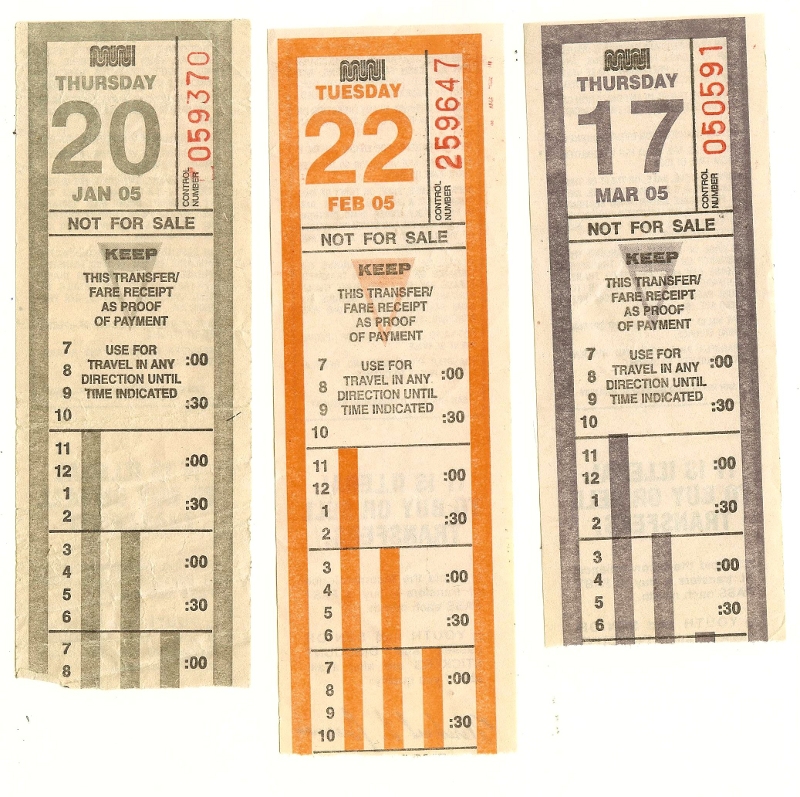 MUNI
THURSDAY
20
JAN 05
059370
CONTROL
NUMBER
NOT FOR SALE
KEEP
THIS TRANSFER/
FARE RECEIPT
AS PROOF
OF PAYMENT
USE FOR
TRAVEL IN ANY
DIRECTION UNTIL
TIME INDICATED
7
8
9
10
:00
:30
11
12
1
2
:00
:30
3
4
5
6
:00
:30
7
8
:00
MUNI
TUESDAY
22
FEB 05
259647
CONTROL
NUMBER
NOT FOR SALE
KEEP
THIS TRANSFER/
FARE RECEIPT
AS PROOF
OF PAYMENT
USE FOR
TRAVEL IN ANY
DIRECTION UNTIL
TIME INDICATED
7
8
9
10
:00
:30
11
12
1
2
:00
:30
3
4
5
6
:00
:30
7
8
9
10
:00
:30
MUNI
THURSDAY
17
MAR 05
050591
CONTROL
NUMBER
NOT FOR SALE
KEEP
THIS TRANSFER/
FARE RECEIPT
AS PROOF
OF PAYMENT
USE FOR
TRAVEL IN ANY
DIRECTION UNTIL
TIME INDICATED
7
8
9
10
:00
:30
11
12
1
2
:00
:30
3
4
5
6
:00
:30